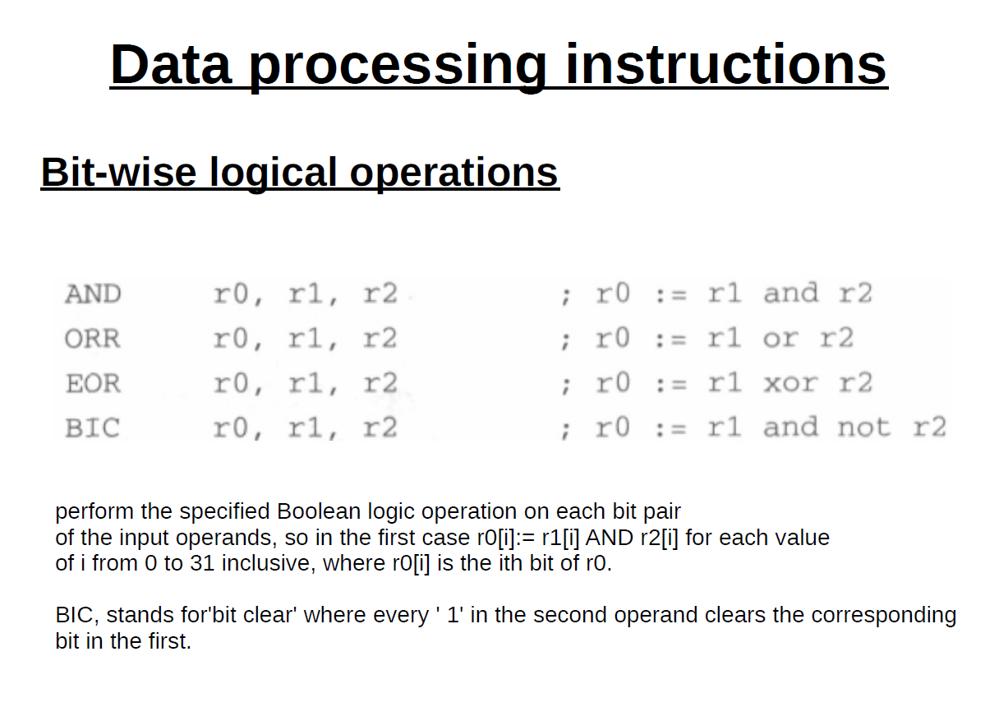 Data processing instructions
Bit-wise logical operations
AND r0, r1, r2 ; r0 := r1 and r2
ORR r0, r1, r2 ; r0 := r1 or r2
EOR r0, r1, r2 ; r0 := r1 xor r2
BIC r0, r1, r2 ; r0 := r1 and not r2
perform the specified Boolean logic operation on each bit pair
of the input operands, so in the first case r0[i]:= r1[i] AND r2[i] for each value
of i from 0 to 31 inclusive, where r0[i] is the ith bit of r0.
BIC, stands for'bit clear' where every ' 1' in the second operand clears the corresponding
bit in the first.